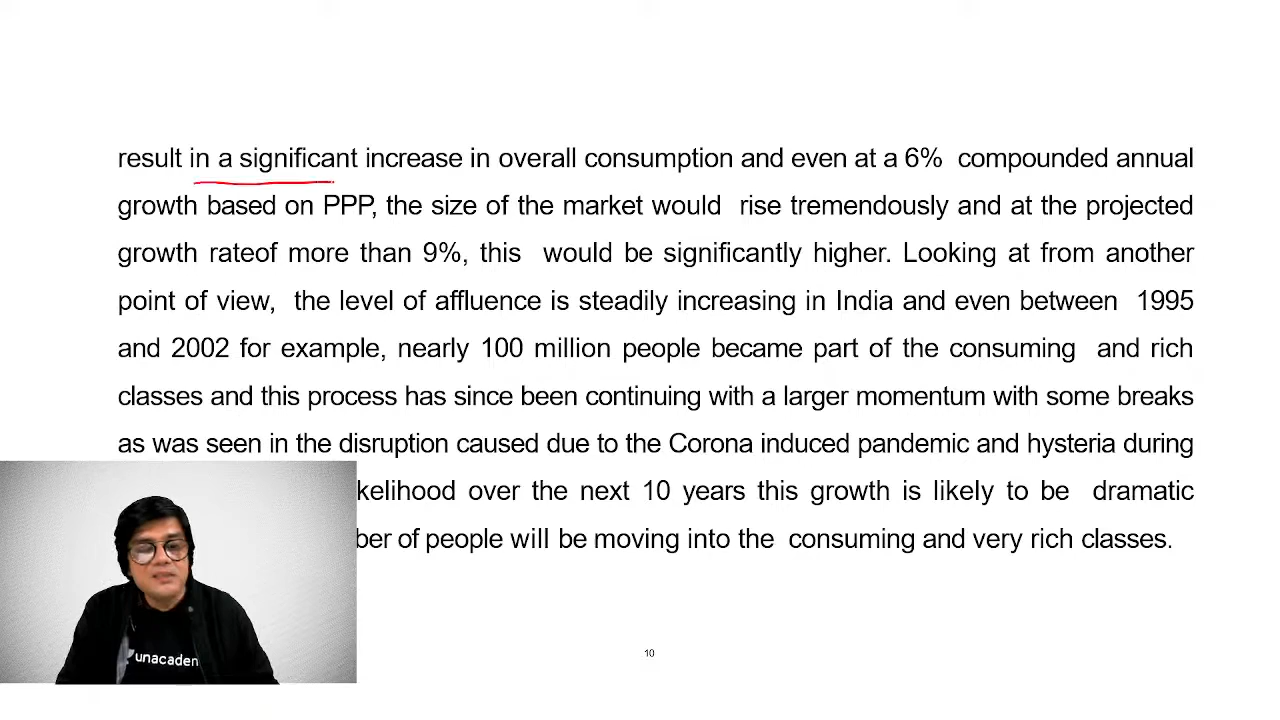 result in a significant increase in overall consumption and even at a 6% compounded annual
growth based on PPP, the size of the market would rise tremendously and at the projected
growth rateof more than 9%, this would be significantly higher. Looking at from another
point of view, the level of affluence is steadily increasing in India and even between 1995
and 2002 for example, nearly 100 million people became part of the consuming and rich
classes and this process has since been continuing with a larger momentum with some breaks
as was seen in the disruption caused due to the Corona induced pandemic and hysteria during
kelihood over the next 10 years this growth is likely to be dramatic
ber of people will be moving into the consuming and very rich classes.
unacaden
10